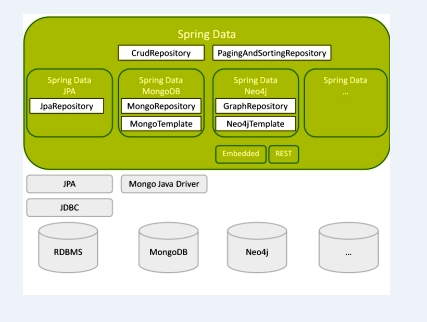 Spring Data
CrudRepository
PagingAndSortingRepository
Spring Data
JPA
JpaRepository
Spring Data
MongoDB
MongoRepository
MongoTemplate
Spring Data
Neo4j
GraphRepository
Neo4jTemplate
Spring Data
...
Embedded
REST
JPA
Mongo Java Driver
JDBC
RDBMS
MongoDB
Neo4j
...